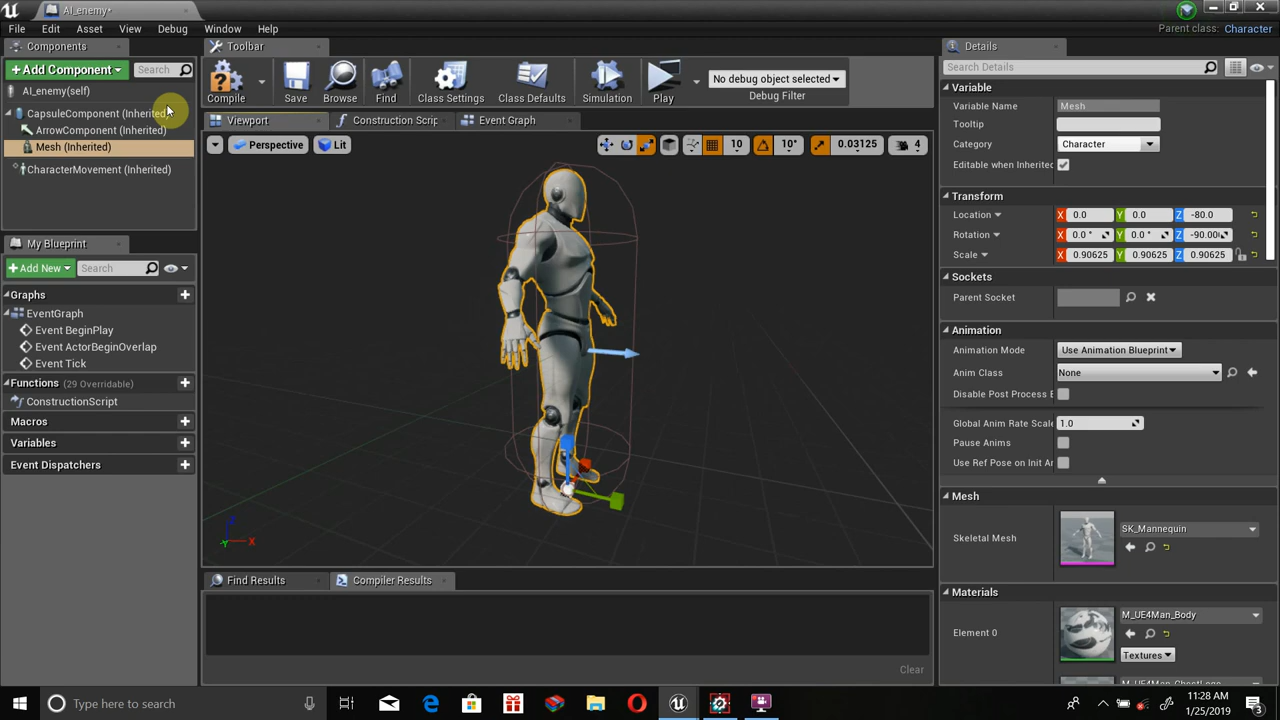 AI_enemy*
File Edit Asset View Debug Window Help
Parent class: Character
Components
+Add Component
Search
AI_enemy(self)
CapsuleComponent (Inherited)
ArrowComponent (Inherited)
Mesh (Inherited)
CharacterMovement (Inherited)
My Blueprint
+Add New
Search
Graphs
EventGraph
Event BeginPlay
Event ActorBeginOverlap
Event Tick
Functions (29 Overridable)
ConstructionScript
Macros
Variables
Event Dispatchers
Toolbar
Compile
Save
Browse
Find
Class Settings
Class Defaults
Simulation
Play
No debug object selected
Debug Filter
Viewport
Construction Scrip
Event Graph
Perspective
Lit
10
10°
0.03125
4
Z
X
Y
Find Results
Compiler Results
Clear
Details
Search Details
Variable
Variable Name Mesh
Tooltip
Category Character
Editable when Inherited
Transform
Location X 0.0 Y 0.0 Z -80.0
Rotation X 0.0 ° Y 0.0 ° Z -90.00
Scale X 0.90625 Y 0.90625 Z 0.90625
Sockets
Parent Socket
Animation
Animation Mode Use Animation Blueprint
Anim Class None
Disable Post Process E
Global Anim Rate Scale 1.0
Pause Anims
Use Ref Pose on Init Ar
Mesh
Skeletal Mesh SK_Mannequin
Materials
Element 0 M_UE4Man_Body
Textures
M_UE4Man_ChestLogo
Type here to search
11:28 AM
1/25/2019